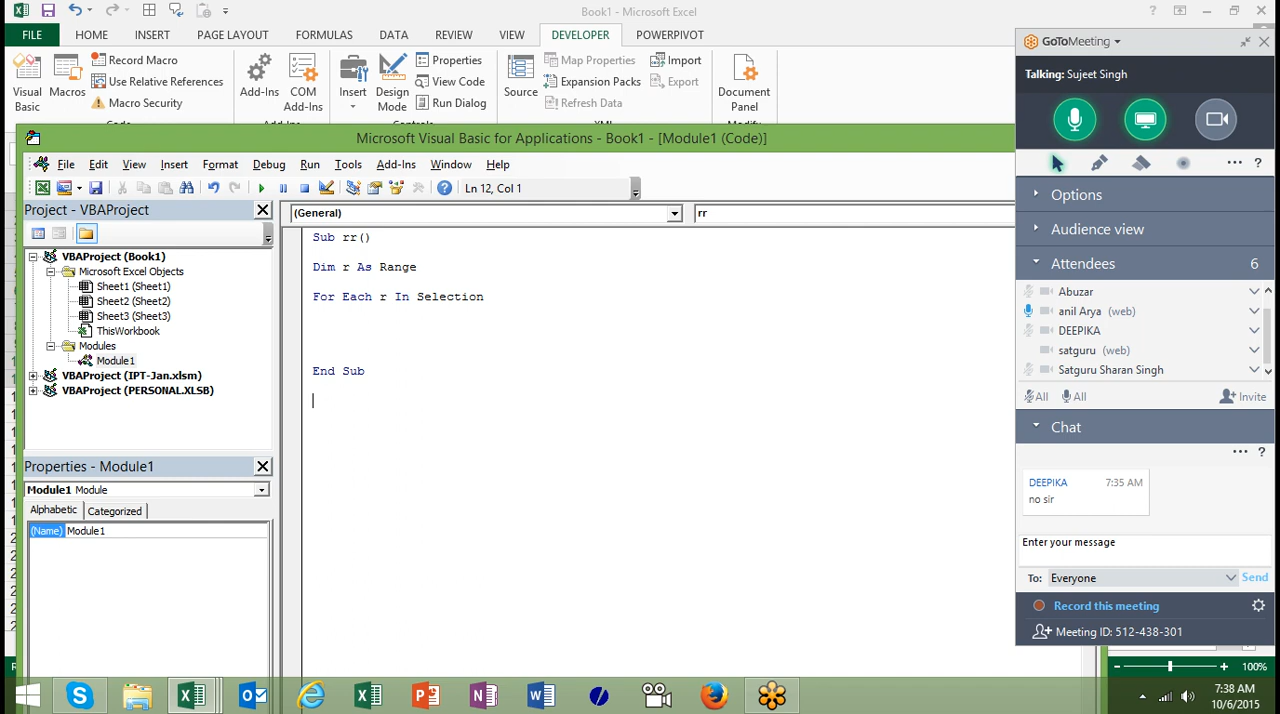 Book1 - Microsoft Excel
FILE HOME INSERT PAGE LAYOUT FORMULAS DATA REVIEW VIEW DEVELOPER POWERPIVOT
Visual Basic
Macros
Record Macro
Use Relative References
Macro Security
Add-Ins
COM Add-Ins
Insert
Design Mode
Properties
View Code
Run Dialog
Source
Map Properties
Expansion Packs
Refresh Data
Import
Export
Document Panel
Microsoft Visual Basic for Applications - Book1 - [Module1 (Code)]
File Edit View Insert Format Debug Run Tools Add-Ins Window Help
Ln 12, Col 1
Project - VBAProject
VBAProject (Book1)
Microsoft Excel Objects
Sheet1 (Sheet1)
Sheet2 (Sheet2)
Sheet3 (Sheet3)
ThisWorkbook
Modules
Module1
VBAProject (IPT-Jan.xlsm)
VBAProject (PERSONAL.XLSB)
Properties - Module1
Module1 Module
Alphabetic Categorized
(Name) Module1
(General) rr
Sub rr()
Dim r As Range
For Each r In Selection
End Sub
GoToMeeting
Talking: Sujeet Singh
Options
Audience view
Attendees 6
Abuzar
anil Arya (web)
DEEPIKA
satguru (web)
Satguru Sharan Singh
All All Invite
Chat
DEEPIKA 7:35 AM
no sir
Enter your message
To: Everyone Send
Record this meeting
Meeting ID: 512-438-301
100%
7:38 AM
10/6/2015